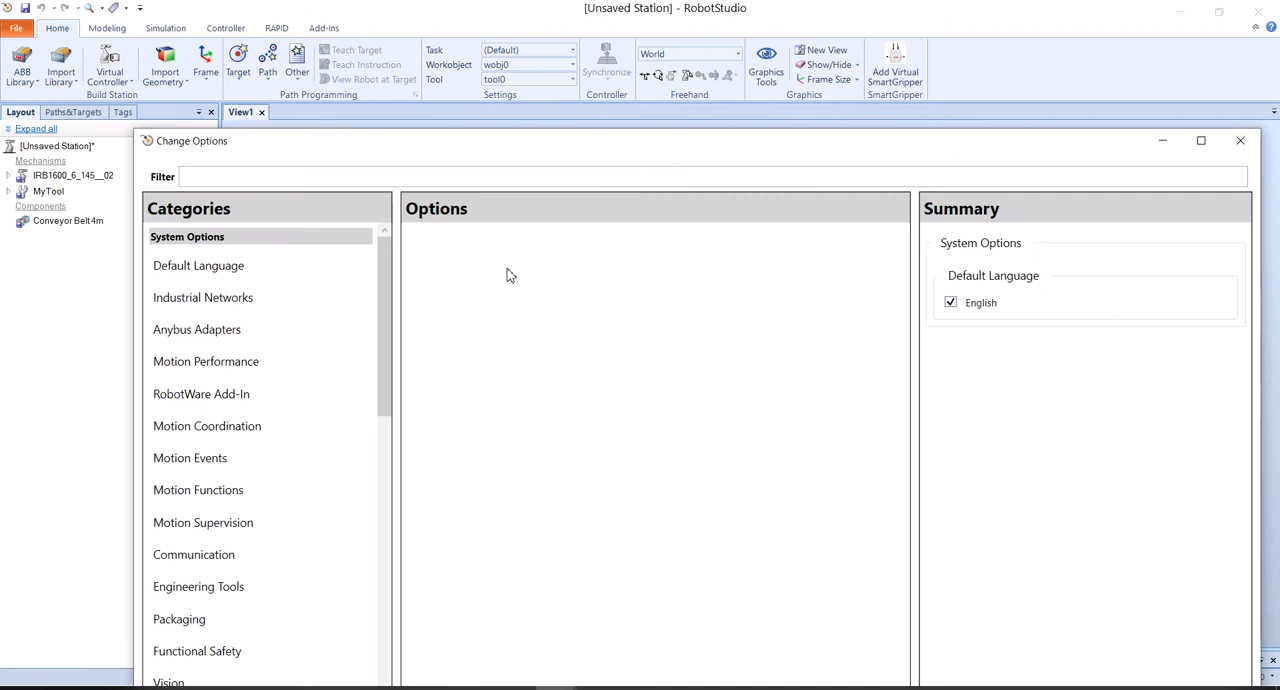 [Unsaved Station] - RobotStudio
File Home Modeling Simulation Controller RAPID Add-Ins
ABB Library Import Library Virtual Controller Import Geometry Frame Target Path Other
Build Station
Teach Target
Teach Instruction
View Robot at Target
Path Programming
Task (Default)
Workobject wobj0
Tool tool0
Settings
Synchronize
Controller
World
Freehand
Graphics Tools
New View
Show/Hide
Frame Size
Graphics
Add Virtual SmartGripper
SmartGripper
Layout Paths&Targets Tags
View1
Expand all
[Unsaved Station]*
Mechanisms
IRB1600_6_145__02
MyTool
Components
Conveyor Belt 4m
Change Options
Filter
Categories
System Options
Default Language
Industrial Networks
Anybus Adapters
Motion Performance
RobotWare Add-In
Motion Coordination
Motion Events
Motion Functions
Motion Supervision
Communication
Engineering Tools
Packaging
Functional Safety
Vision
Options
Summary
System Options
Default Language
English